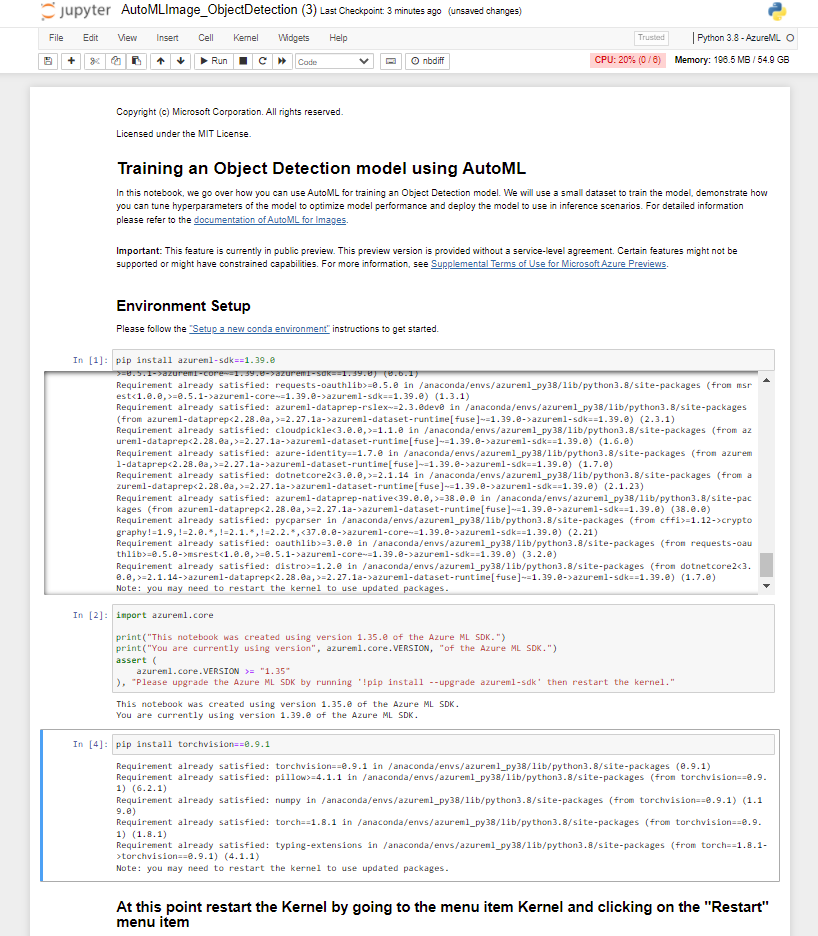 jupyter AutoMLImage_ObjectDetection (3) Last Checkpoint: 3 minutes ago (unsaved changes)
File Edit View Insert Cell Kernel Widgets Help Trusted Python 3.8 - AzureML
Run Code nbdiff CPU: 20% (0 / 6) Memory: 196.5 MB / 54.9 GB
Copyright (c) Microsoft Corporation. All rights reserved.
Licensed under the MIT License.
Training an Object Detection model using AutoML
In this notebook, we go over how you can use AutoML for training an Object Detection model. We will use a small dataset to train the model, demonstrate how
you can tune hyperparameters of the model to optimize model performance and deploy the model to use in inference scenarios. For detailed information
please refer to the documentation of AutoML for Images.
Important: This feature is currently in public preview. This preview version is provided without a service-level agreement. Certain features might not be
supported or might have constrained capabilities. For more information, see Supplemental Terms of Use for Microsoft Azure Previews.
Environment Setup
Please follow the "Setup a new conda environment" instructions to get started.
In [1]: pip install azureml-sdk==1.39.0
>=0.5.1->azureml-core~=1.39.0->azureml-sdk==1.39.0) (0.6.1)
Requirement already satisfied: requests-oauthlib>=0.5.0 in /anaconda/envs/azureml_py38/lib/python3.8/site-packages (from msr
est<1.0.0,>=0.5.1->azureml-core~=1.39.0->azureml-sdk==1.39.0) (1.3.1)
Requirement already satisfied: azureml-dataprep-rslex~=2.3.0dev0 in /anaconda/envs/azureml_py38/lib/python3.8/site-packages
(from azureml-dataprep<2.28.0a,>=2.27.1a->azureml-dataset-runtime[fuse]~=1.39.0->azureml-sdk==1.39.0) (2.3.1)
Requirement already satisfied: cloudpickle<3.0.0,>=1.1.0 in /anaconda/envs/azureml_py38/lib/python3.8/site-packages (from az
ureml-dataprep<2.28.0a,>=2.27.1a->azureml-dataset-runtime[fuse]~=1.39.0->azureml-sdk==1.39.0) (1.6.0)
Requirement already satisfied: azure-identity==1.7.0 in /anaconda/envs/azureml_py38/lib/python3.8/site-packages (from azurem
l-dataprep<2.28.0a,>=2.27.1a->azureml-dataset-runtime[fuse]~=1.39.0->azureml-sdk==1.39.0) (1.7.0)
Requirement already satisfied: dotnetcore2<3.0.0,>=2.1.14 in /anaconda/envs/azureml_py38/lib/python3.8/site-packages (from a
zureml-dataprep<2.28.0a,>=2.27.1a->azureml-dataset-runtime[fuse]~=1.39.0->azureml-sdk==1.39.0) (2.1.23)
Requirement already satisfied: azureml-dataprep-native<39.0.0,>=38.0.0 in /anaconda/envs/azureml_py38/lib/python3.8/site-pac
kages (from azureml-dataprep<2.28.0a,>=2.27.1a->azureml-dataset-runtime[fuse]~=1.39.0->azureml-sdk==1.39.0) (38.0.0)
Requirement already satisfied: pycparser in /anaconda/envs/azureml_py38/lib/python3.8/site-packages (from cffi>=1.12->crypto
graphy!=1.9,!=2.0.*,!=2.1.*,!=2.2.*,<37.0.0->azureml-core~=1.39.0->azureml-sdk==1.39.0) (2.21)
Requirement already satisfied: oauthlib>=3.0.0 in /anaconda/envs/azureml_py38/lib/python3.8/site-packages (from requests-oau
thlib>=0.5.0->msrest<1.0.0,>=0.5.1->azureml-core~=1.39.0->azureml-sdk==1.39.0) (3.2.0)
Requirement already satisfied: distro>=1.2.0 in /anaconda/envs/azureml_py38/lib/python3.8/site-packages (from dotnetcore2<3.
0.0,>=2.1.14->azureml-dataprep<2.28.0a,>=2.27.1a->azureml-dataset-runtime[fuse]~=1.39.0->azureml-sdk==1.39.0) (1.7.0)
Note: you may need to restart the kernel to use updated packages.
In [2]: import azureml.core
print("This notebook was created using version 1.35.0 of the Azure ML SDK.")
print("You are currently using version", azureml.core.VERSION, "of the Azure ML SDK.")
assert (
azureml.core.VERSION >= "1.35"
), "Please upgrade the Azure ML SDK by running '!pip install --upgrade azureml-sdk' then restart the kernel."
This notebook was created using version 1.35.0 of the Azure ML SDK.
You are currently using version 1.39.0 of the Azure ML SDK.
In [4]: pip install torchvision==0.9.1
Requirement already satisfied: torchvision==0.9.1 in /anaconda/envs/azureml_py38/lib/python3.8/site-packages (0.9.1)
Requirement already satisfied: pillow>=4.1.1 in /anaconda/envs/azureml_py38/lib/python3.8/site-packages (from torchvision==0.9.
1) (6.2.1)
Requirement already satisfied: numpy in /anaconda/envs/azureml_py38/lib/python3.8/site-packages (from torchvision==0.9.1) (1.1
9.0)
Requirement already satisfied: torch==1.8.1 in /anaconda/envs/azureml_py38/lib/python3.8/site-packages (from torchvision==0.9.
1) (1.8.1)
Requirement already satisfied: typing-extensions in /anaconda/envs/azureml_py38/lib/python3.8/site-packages (from torch==1.8.1-
>torchvision==0.9.1) (4.1.1)
Note: you may need to restart the kernel to use updated packages.
At this point restart the Kernel by going to the menu item Kernel and clicking on the "Restart"
menu item